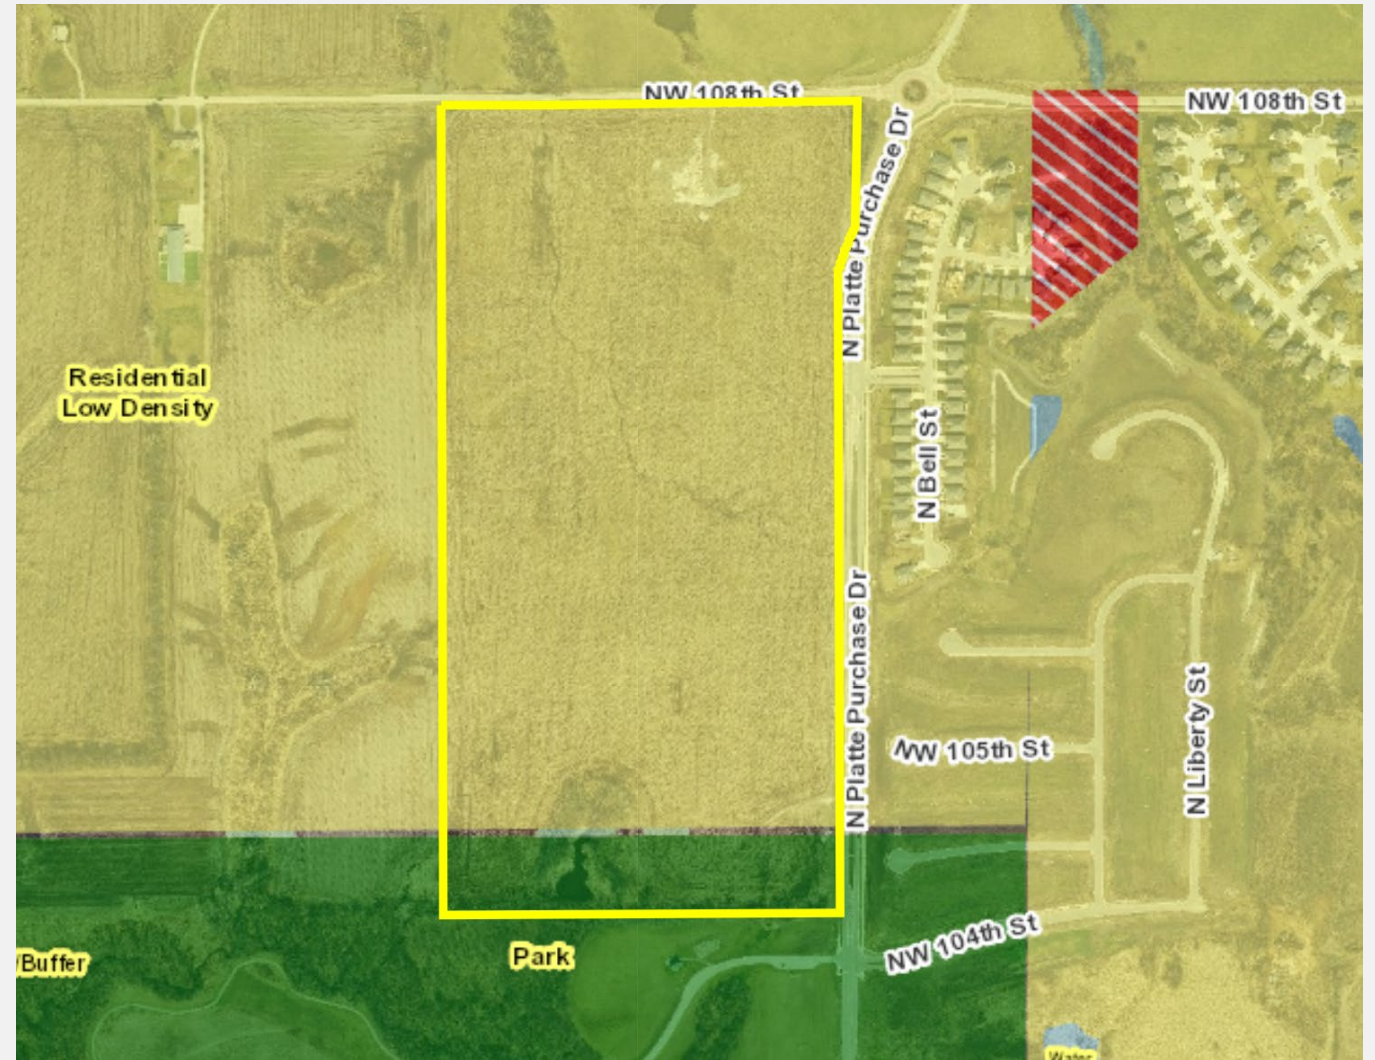 NW 108th St
NW 108th St
N Platte Purchase Dr
Residential
Low Density
N Bell St
N Platte Purchase Dr
NW 105th St
N Liberty St
NW 104th St
/Buffer
Park
Water